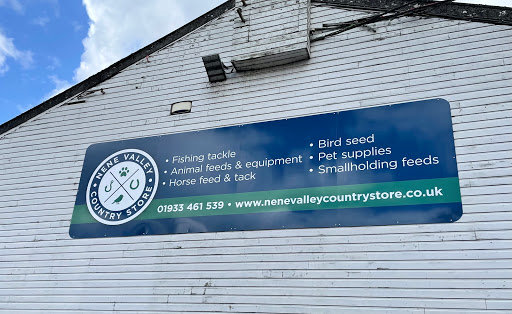 NENE VALLEY
COUNTRY STORE
• Fishing tackle
• Animal feeds & equipment
• Horse feed & tack
• Bird seed
• Pet supplies
• Smallholding feeds
01933 461 539 • www.nenevalleycountrystore.co.uk